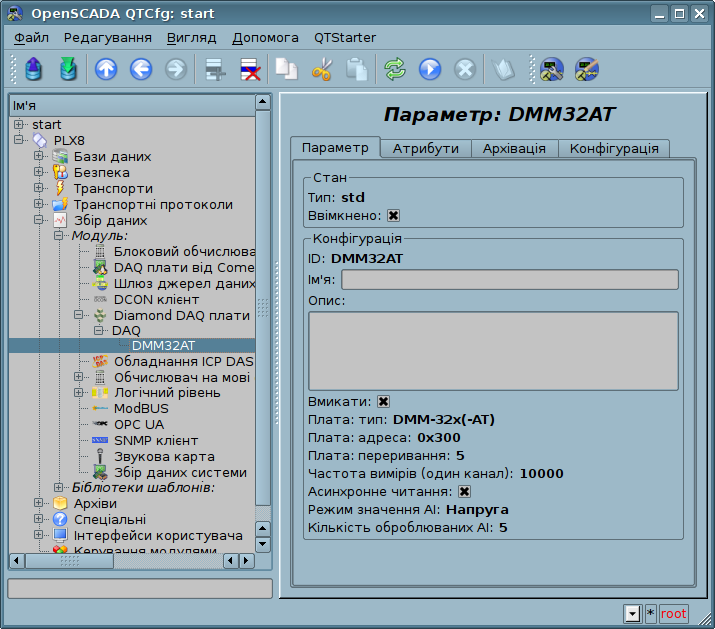 OpenSCADA QTCfg: start
Файл Редагування Вигляд Допомога QTStarter
Ім'я
start
PLX8
Бази даних
Безпека
Транспорти
Транспортні протоколи
Збір даних
Модуль:
Блоковий обчислюва
DAQ плати від Come
Шлюз джерел даних
DCON клієнт
Diamond DAQ плати
DAQ
DMM32AT
Обладнання ICP DAS
Обчислювач на мові
Логічний рівень
ModBUS
OPC UA
SNMP клієнт
Звукова карта
Збір даних системи
Бібліотеки шаблонів:
Архіви
Спеціальні
Інтерфейси користувача
Керування модулями
Параметр: DMM32AT
Параметр Атрибути Архівація Конфігурація
Стан
Тип: std
Ввімкнено:
Конфігурація
ID: DMM32AT
Ім'я:
Опис:
Вмикати:
Плата: тип: DMM-32x(-AT)
Плата: адреса: 0x300
Плата: переривання: 5
Частота вимірів (один канал): 10000
Асинхронне читання:
Режим значення AI: Напруга
Кількість оброблюваних AI: 5
* root